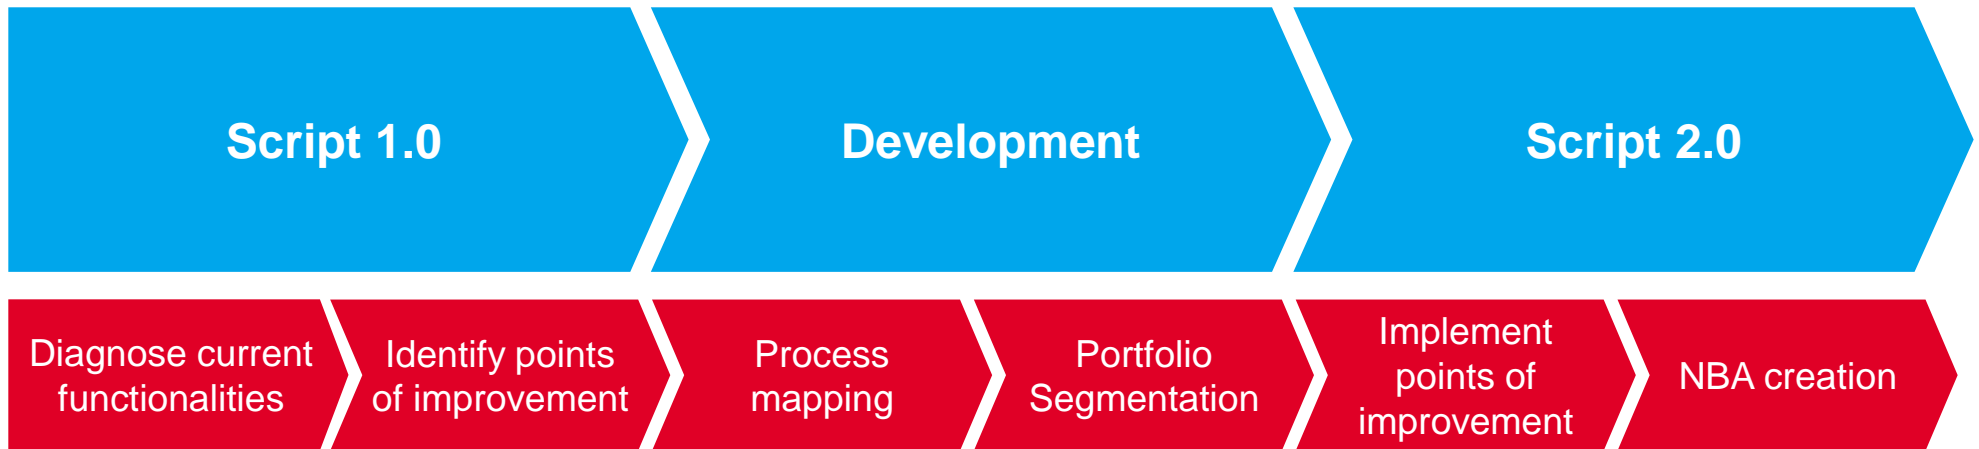 Script 1.0
Development
Script 2.0
Diagnose current
functionalities
Identify points
of improvement
Process
mapping
Portfolio
Segmentation
Implement
points of
improvement
NBA creation